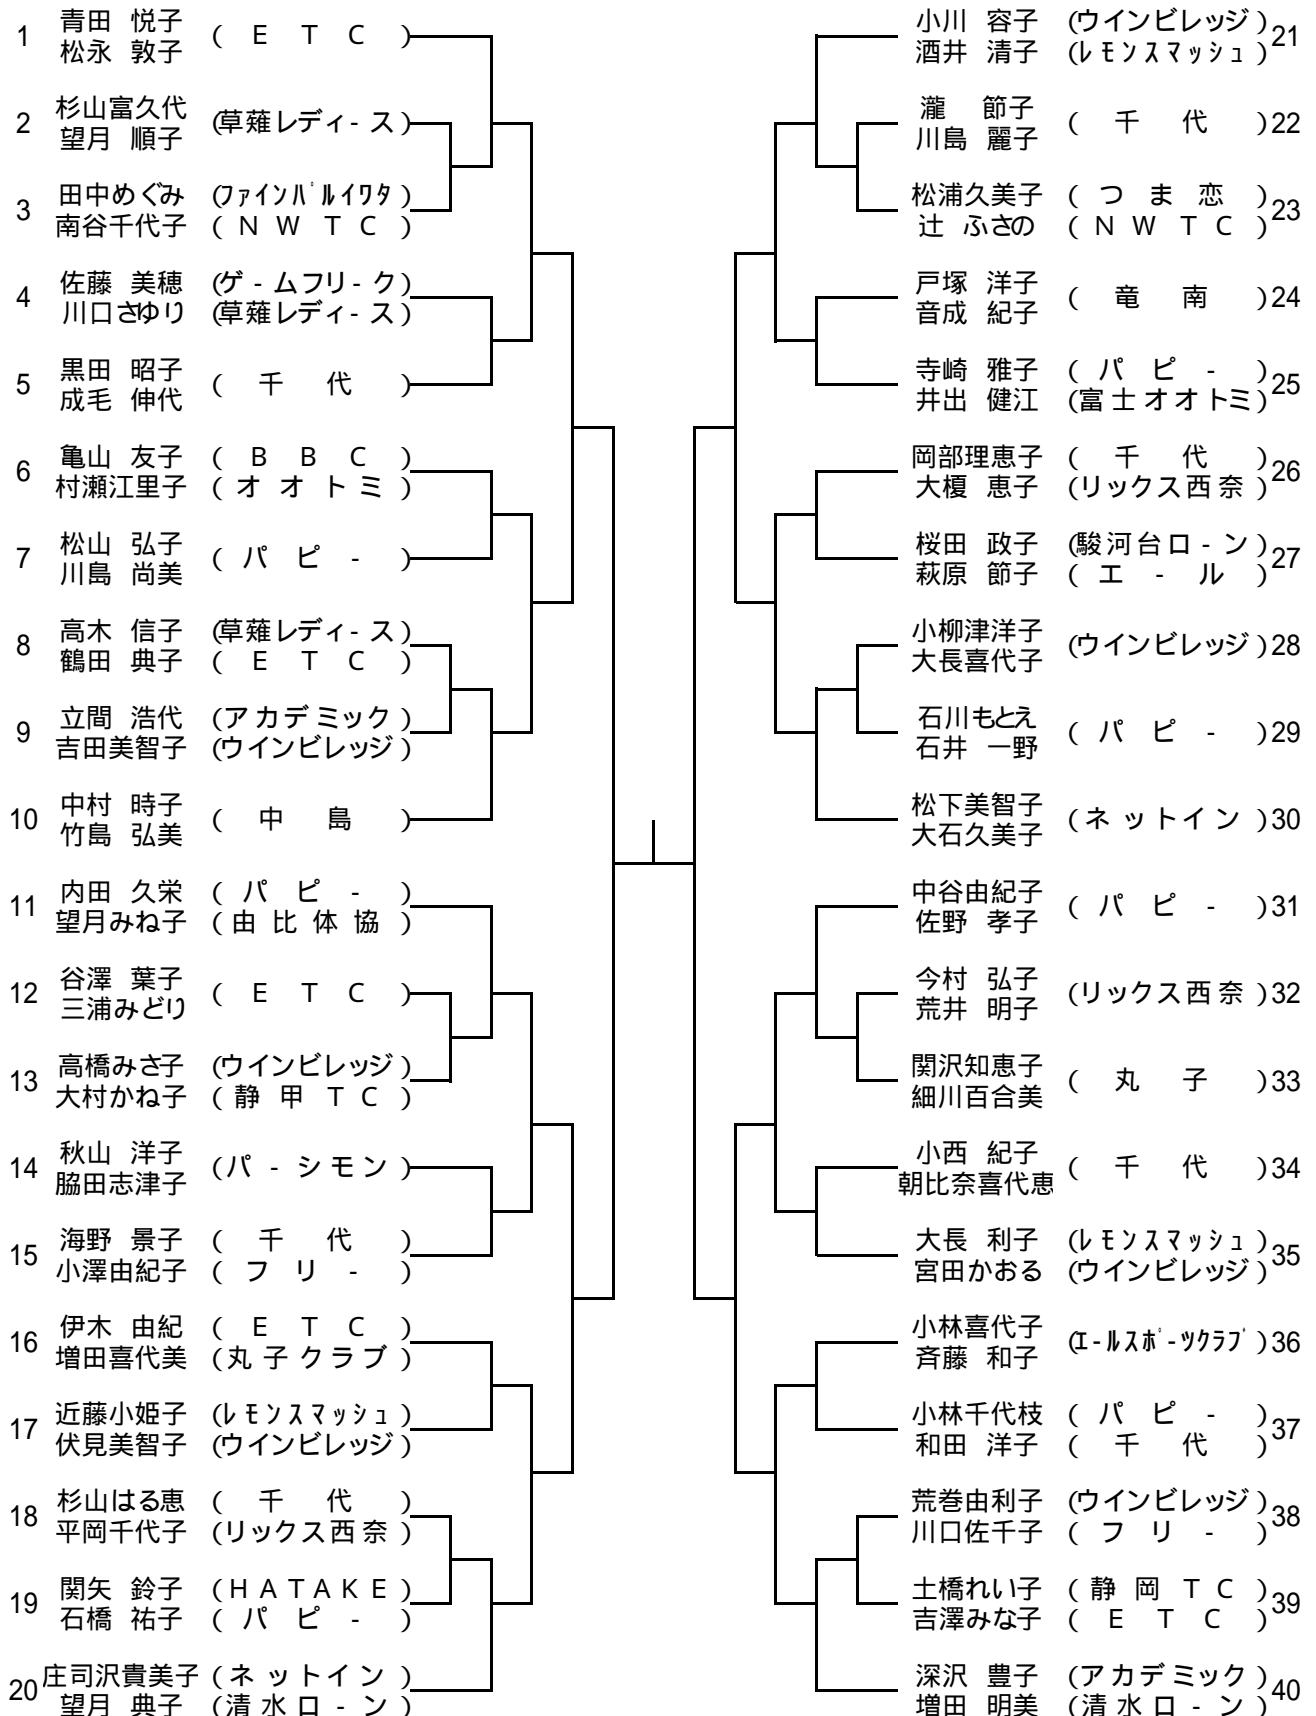 1 青田 悦子 ( E T C )
松永 敦子
2 杉山富久代 (草薙レディ-ス)
望月 順子
3 田中めぐみ (ファインバルイワタ)
南谷千代子 ( N W T C )
4 佐藤 美穂 (ゲ-ムフリ-ク)
川口さゆり (草薙レディ-ス)
5 黒田 昭子 ( 千 代 )
成毛 伸代
6 亀山 友子 ( B B C )
村瀬江里子 ( オ オ ト ミ )
7 松山 弘子 ( パ ピ - )
川島 尚美
8 高木 信子 (草薙レディ-ス)
鶴田 典子 ( E T C )
9 立間 浩代 (アカデミック)
吉田美智子 (ウインビレッジ)
10 中村 時子 ( 中 島 )
竹島 弘美
11 内田 久栄 ( パ ピ - )
望月みね子 ( 由 比 体 協 )
12 谷澤 葉子 ( E T C )
三浦みどり
13 高橋みさ子 (ウインビレッジ)
大村かね子 ( 静 甲 T C )
14 秋山 洋子 (パ - シモン)
脇田志津子
15 海野 景子 ( 千 代 )
小澤由紀子 ( フ リ - )
16 伊木 由紀 ( E T C )
増田喜代美 (丸子クラブ)
17 近藤小姫子 (レモンスマッシュ)
伏見美智子 (ウインビレッジ)
18 杉山はる恵 ( 千 代 )
平岡千代子 (リックス西奈)
19 関矢 鈴子 (HATAKE)
石橋 祐子 ( パ ピ - )
20 庄司沢貴美子 (ネットイン)
望月 典子 (清水ロ-ン)
小川 容子 (ウインビレッジ) 21
酒井 清子 (レモンスマッシュ)
瀧 節子 ( 千 代 ) 22
川島 麗子
松浦久美子 ( つ ま 恋 ) 23
辻 ふさの ( N W T C )
戸塚 洋子 ( 竜 南 ) 24
音成 紀子
寺崎 雅子 ( パ ピ - ) 25
井出 健江 (富士オオトミ)
岡部理恵子 ( 千 代 ) 26
大榎 恵子 (リックス西奈)
桜田 政子 (駿河台ロ-ン) 27
萩原 節子 ( エ - ル )
小柳津洋子 (ウインビレッジ) 28
大長喜代子
石川もとえ ( パ ピ - ) 29
石井 一野
松下美智子 (ネットイン) 30
大石久美子
中谷由紀子 ( パ ピ - ) 31
佐野 孝子
今村 弘子 (リックス西奈) 32
荒井 明子
関沢知恵子 ( 丸 子 ) 33
細川百合美
小西 紀子 ( 千 代 ) 34
朝比奈喜代恵
大長 利子 (レモンスマッシュ) 35
宮田かおる (ウインビレッジ)
小林喜代子 (エ-ルスポ-ツクラブ) 36
斉藤 和子
小林千代枝 ( パ ピ - ) 37
和田 洋子 ( 千 代 )
荒巻由利子 (ウインビレッジ) 38
川口佐千子 ( フ リ - )
土橋れい子 ( 静 岡 T C ) 39
吉澤みな子 ( E T C )
深沢 豊子 (アカデミック) 40
増田 明美 (清水ロ-ン)